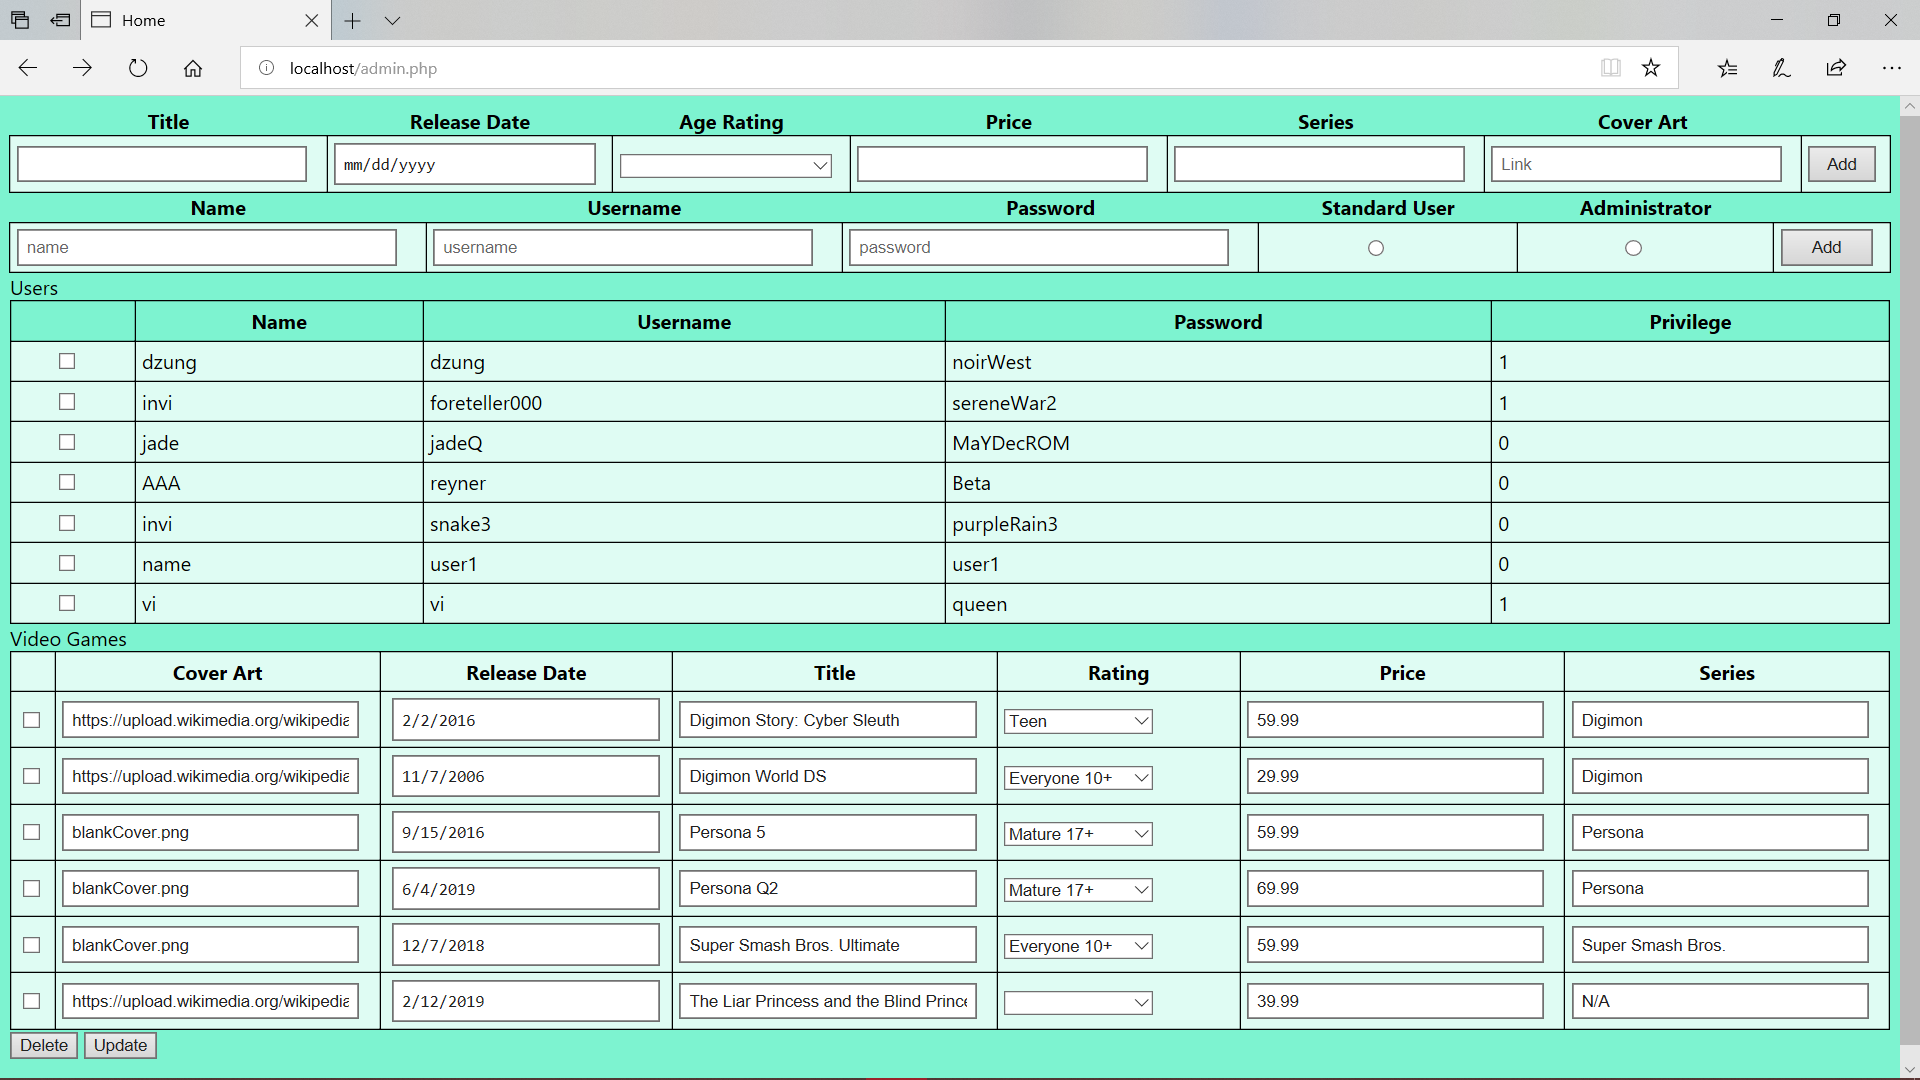 Home
localhost/admin.php
Title Release Date Age Rating Price Series Cover Art
mm/dd/yyyy Link Add
Name Username Password Standard User Administrator
name username password Add
Users
Name Username Password Privilege
dzung dzung noirWest 1
invi foreteller000 sereneWar2 1
jade jadeQ MaYDecROM 0
AAA reyner Beta 0
invi snake3 purpleRain3 0
name user1 user1 0
vi vi queen 1
Video Games
Cover Art Release Date Title Rating Price Series
https://upload.wikimedia.org/wikipedia 2/2/2016 Digimon Story: Cyber Sleuth Teen 59.99 Digimon
https://upload.wikimedia.org/wikipedia 11/7/2006 Digimon World DS Everyone 10+ 29.99 Digimon
blankCover.png 9/15/2016 Persona 5 Mature 17+ 59.99 Persona
blankCover.png 6/4/2019 Persona Q2 Mature 17+ 69.99 Persona
blankCover.png 12/7/2018 Super Smash Bros. Ultimate Everyone 10+ 59.99 Super Smash Bros.
https://upload.wikimedia.org/wikipedia 2/12/2019 The Liar Princess and the Blind Prince 39.99 N/A
Delete Update